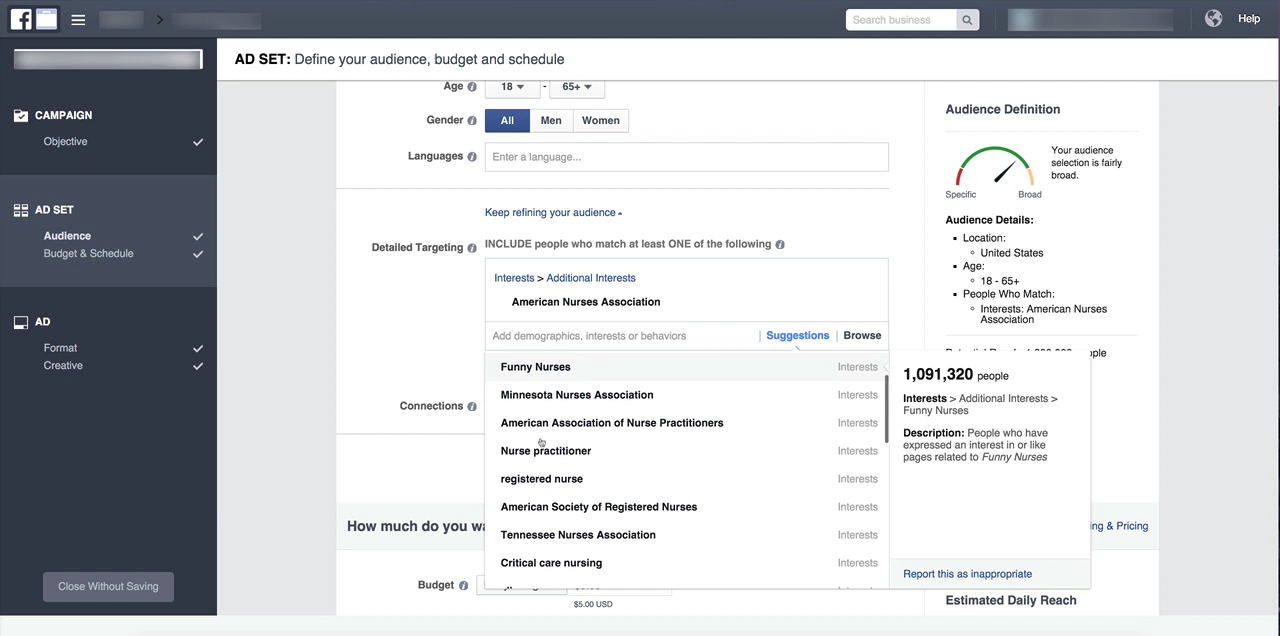 Search business
Help
AD SET: Define your audience, budget and schedule
CAMPAIGN
Objective
AD SET
Audience
Budget & Schedule
AD
Format
Creative
Close Without Saving
Age
18 - 65+
Gender
All Men Women
Languages
Enter a language...
Keep refining your audience
Detailed Targeting
INCLUDE people who match at least ONE of the following
Interests > Additional Interests
American Nurses Association
Add demographics, interests or behaviors | Suggestions | Browse
Funny Nurses Interests
Minnesota Nurses Association Interests
American Association of Nurse Practitioners Interests
Nurse practitioner Interests
registered nurse Interests
American Society of Registered Nurses Interests
Tennessee Nurses Association Interests
Critical care nursing Interests
Connections
How much do you
Budget
$5.00 USD
Audience Definition
Your audience
selection is fairly
broad.
Specific Broad
Audience Details:
Location:
United States
Age:
18 - 65+
People Who Match:
Interests: American Nurses
Association
1,091,320 people
Interests > Additional Interests >
Funny Nurses
Description: People who have
expressed an interest in or like
pages related to Funny Nurses
Report this as inappropriate
& Pricing
Estimated Daily Reach